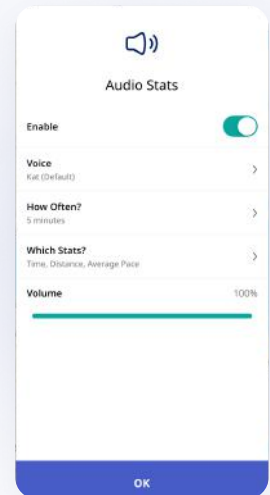 Audio Stats
Enable
Voice
Kat (Default)
How Often?
5 minutes
Which Stats?
Time, Distance, Average Pace
Volume 100%
OK